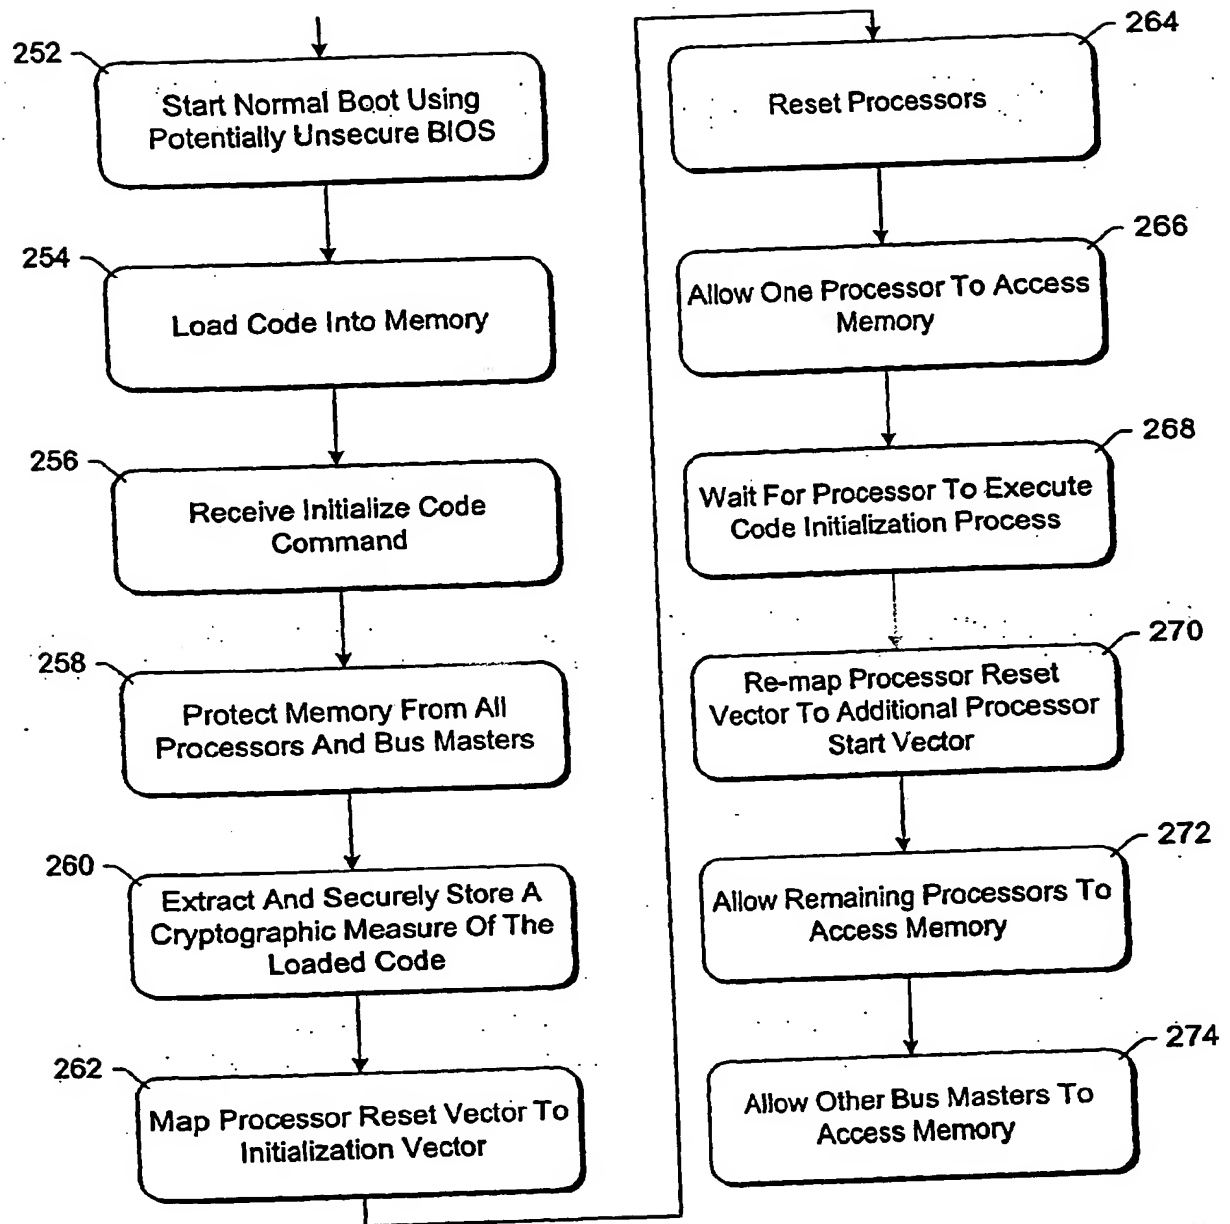 252
Start Normal Boot Using
Potentially Unsecure BIOS
254
Load Code Into Memory
256
Receive Initialize Code
Command
258
Protect Memory From All
Processors And Bus Masters
260
Extract And Securely Store A
Cryptographic Measure Of The
Loaded Code
262
Map Processor Reset Vector To
Initialization Vector
264
Reset Processors
266
Allow One Processor To Access
Memory
268
Wait For Processor To Execute
Code Initialization Process
270
Re-map Processor Reset
Vector To Additional Processor
Start Vector
272
Allow Remaining Processors To
Access Memory
274
Allow Other Bus Masters To
Access Memory